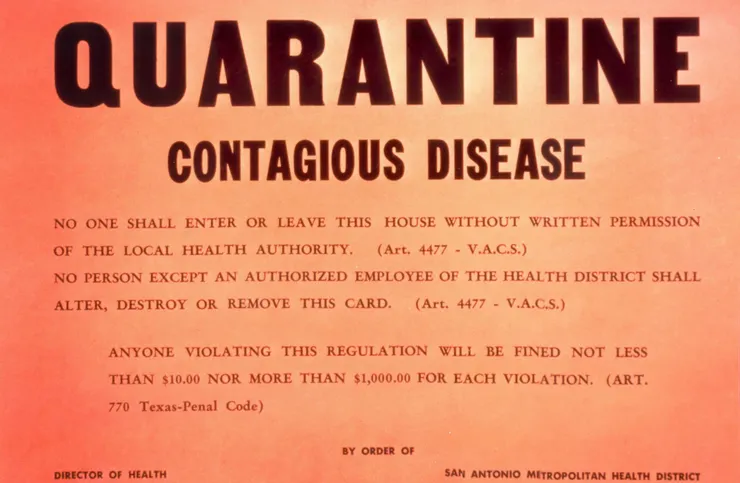 QUARANTINE
CONTAGIOUS DISEASE
NO ONE SHALL ENTER OR LEAVE THIS HOUSE WITHOUT WRITTEN PERMISSION
OF THE LOCAL HEALTH AUTHORITY. (Art. 4477 - V.A.C.S.)
NO PERSON EXCEPT AN AUTHORIZED EMPLOYEE OF THE HEALTH DISTRICT SHALL
ALTER, DESTROY OR REMOVE THIS CARD. (Art. 4477 - V.A.C.S.)
ANYONE VIOLATING THIS REGULATION WILL BE FINED NOT LESS
THAN $10.00 NOR MORE THAN $1,000.00 FOR EACH VIOLATION. (ART.
770 Texas-Penal Code)
BY ORDER OF
DIRECTOR OF HEALTH SAN ANTONIO METROPOLITAN HEALTH DISTRICT